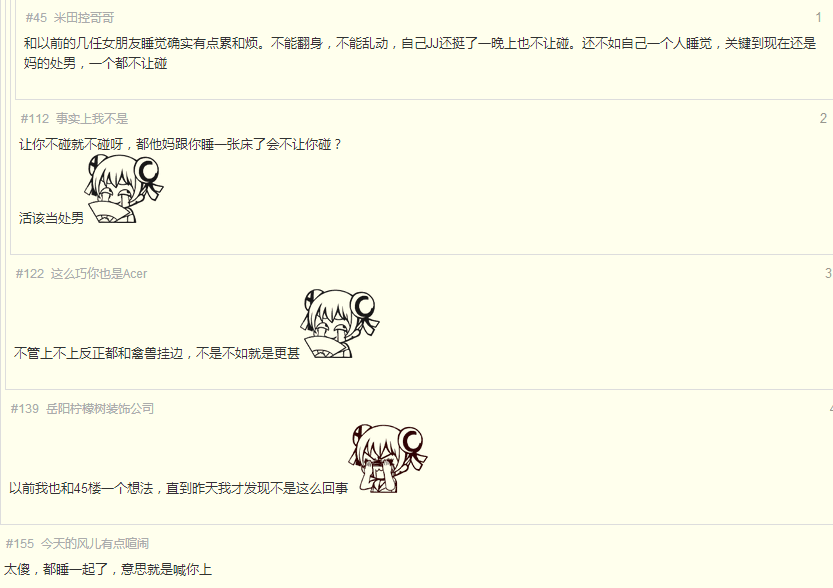 #45 米田控哥哥 1
和以前的几任女朋友睡觉确实有点累和烦。不能翻身，不能乱动，自己JJ还挺了一晚上也不让碰。还不如自己一个人睡觉，关键到现在还是
妈的处男，一个都不让碰
#112 事实上我不是 2
让你不碰就不碰呀，都他妈跟你睡一张床了会不让你碰？
活该当处男
#122 这么巧你也是Acer 3
不管上不上反正都和禽兽挂边，不是不如就是更甚
#139 岳阳柠檬树装饰公司 4
以前我也和45楼一个想法，直到昨天我才发现不是这么回事
#155 今天的风儿有点喧闹
太傻，都睡一起了，意思就是喊你上